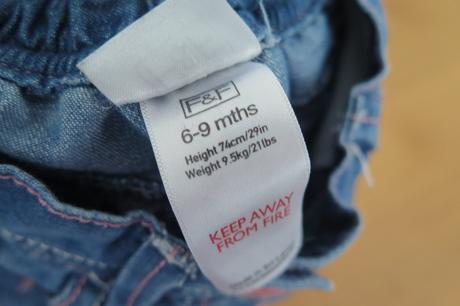 F&F
6-9 mths
Height 74cm/29in
Weight 9.5kg/21lbs
KEEP AWAY
FROM FIRE